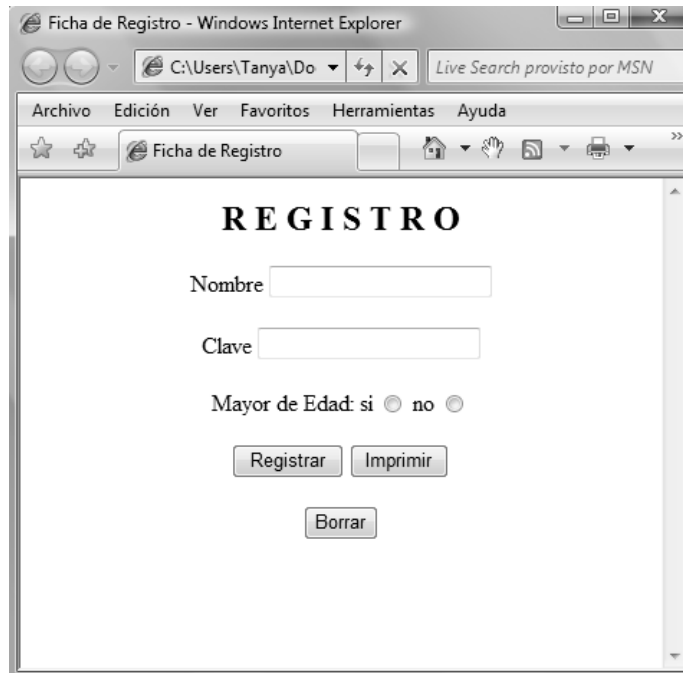 Ficha de Registro - Windows Internet Explorer
C:\Users\Tanya\Do
Live Search provisto por MSN
Archivo Edición Ver Favoritos Herramientas Ayuda
Ficha de Registro
»
R E G I S T R O
Nombre
Clave
Mayor de Edad: si no
Registrar Imprimir
Borrar